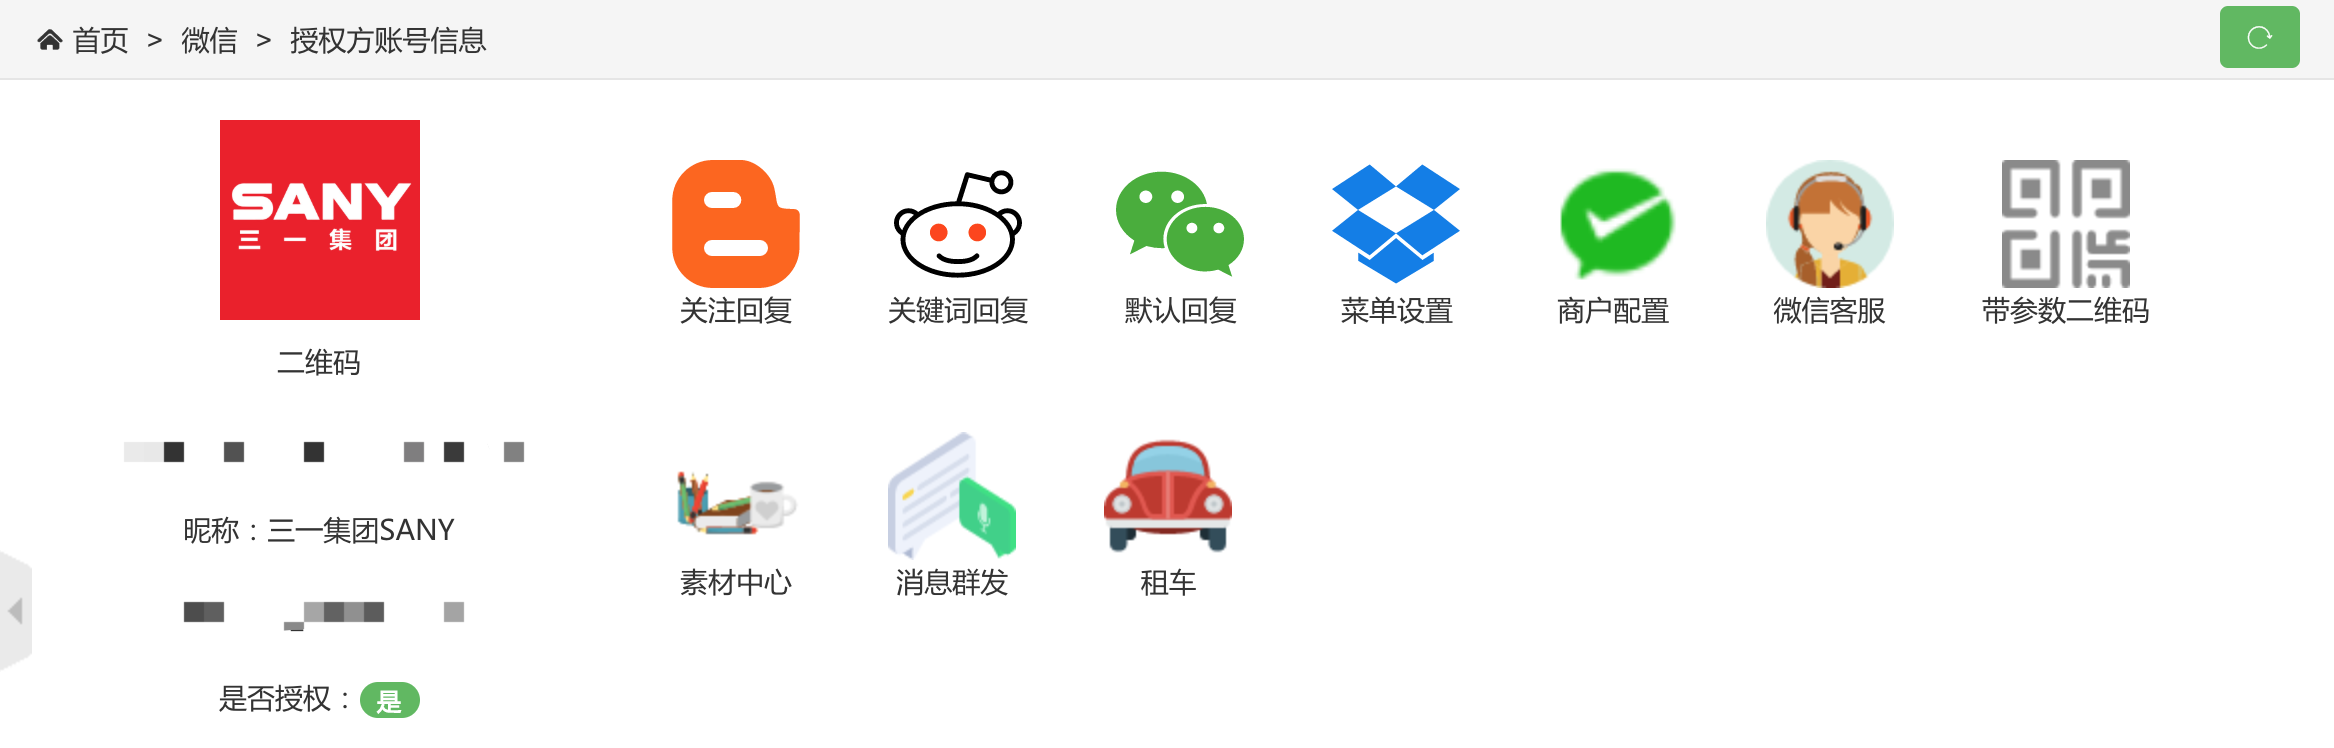 首页 > 微信 > 授权方账号信息
SANY
三一集团
二维码
昵称：三一集团SANY
是否授权：是
关注回复
关键词回复
默认回复
菜单设置
商户配置
微信客服
带参数二维码
素材中心
消息群发
租车